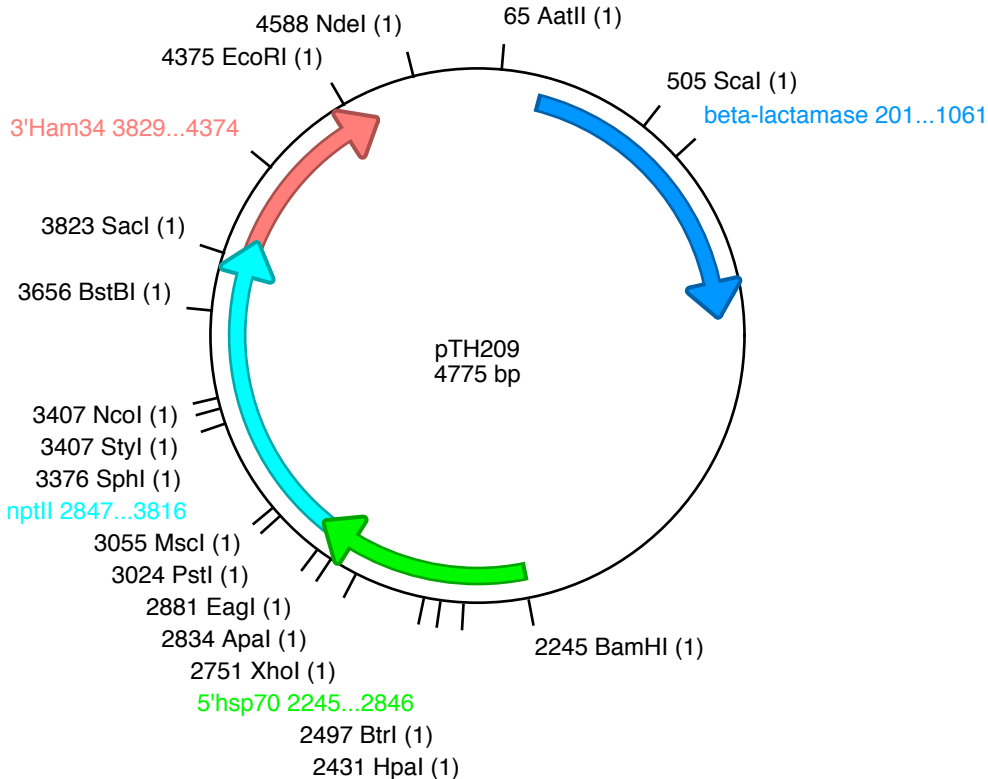 4588 NdeI (1)
65 AatII (1)
4375 EcoRI (1)
505 ScaI (1)
beta-lactamase 201...1061
3'Ham34 3829...4374
3823 SacI (1)
3656 BstBI (1)
pTH209
4775 bp
3407 NcoI (1)
3407 StyI (1)
3376 SphI (1)
nptII 2847...3816
3055 MscI (1)
3024 PstI (1)
2881 EagI (1)
2834 ApaI (1)
2751 XhoI (1)
5'hsp70 2245...2846
2497 BtrI (1)
2431 HpaI (1)
2245 BamHI (1)